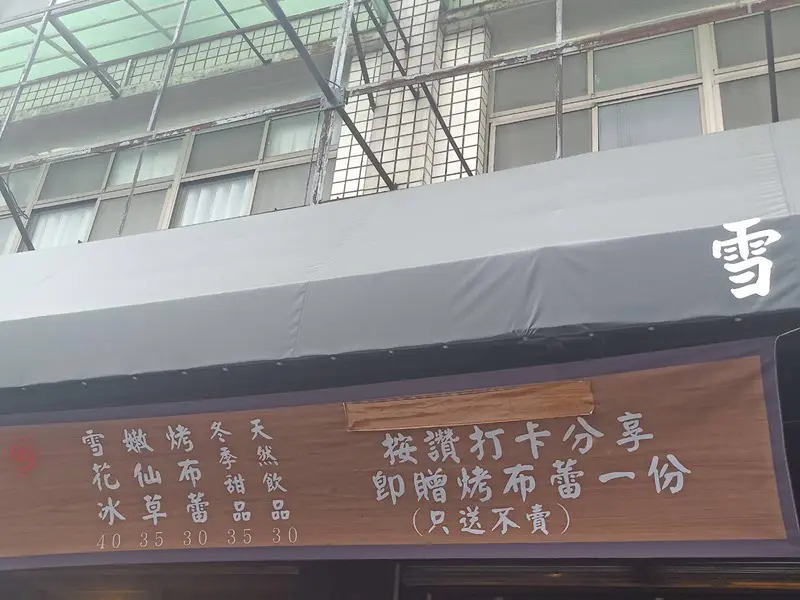 雪
雪花冰 40
嫩仙草 35
烤布蕾 30
冬季甜品 35
天然飲品 30
按讚打卡分享
即贈烤布蕾一份
(只送不賣)